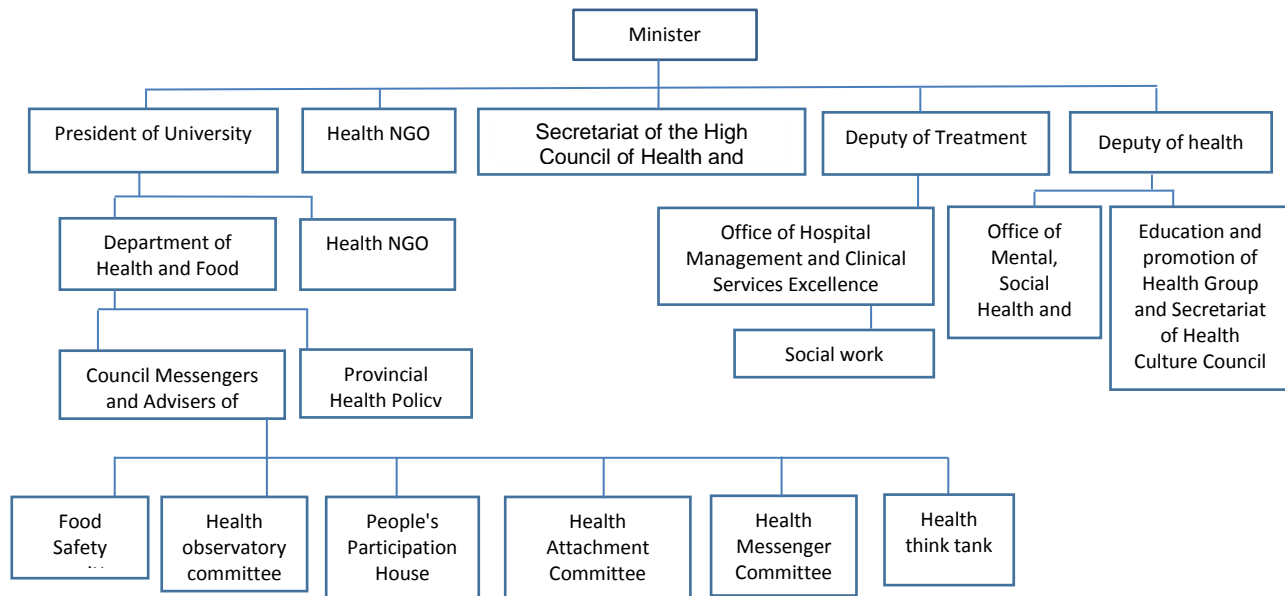 Minister
President of University
Health NGO
Secretariat of the High
Council of Health and
Deputy of Treatment
Deputy of health
Department of
Health and Food
Health NGO
Office of Hospital
Management and Clinical
Services Excellence
Office of
Mental,
Social
Health and
Education and
promotion of
Health Group
and Secretariat
of Health
Culture Council
Social work
Council Messengers
and Advisers of
Provincial
Health Policy
Food
Safety
Health
observatory
committee
People's
Participation
House
Health
Attachment
Committee
Health
Messenger
Committee
Health
think tank